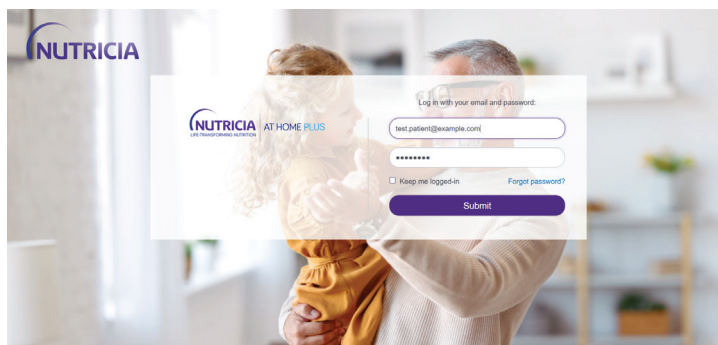 NUTRICIA
Log in with your email and password:
NUTRICIA AT HOME PLUS
LIFE-TRANSFORMING NUTRITION
test.patient@example.com
••••••••
Keep me logged-in Forgot password?
Submit